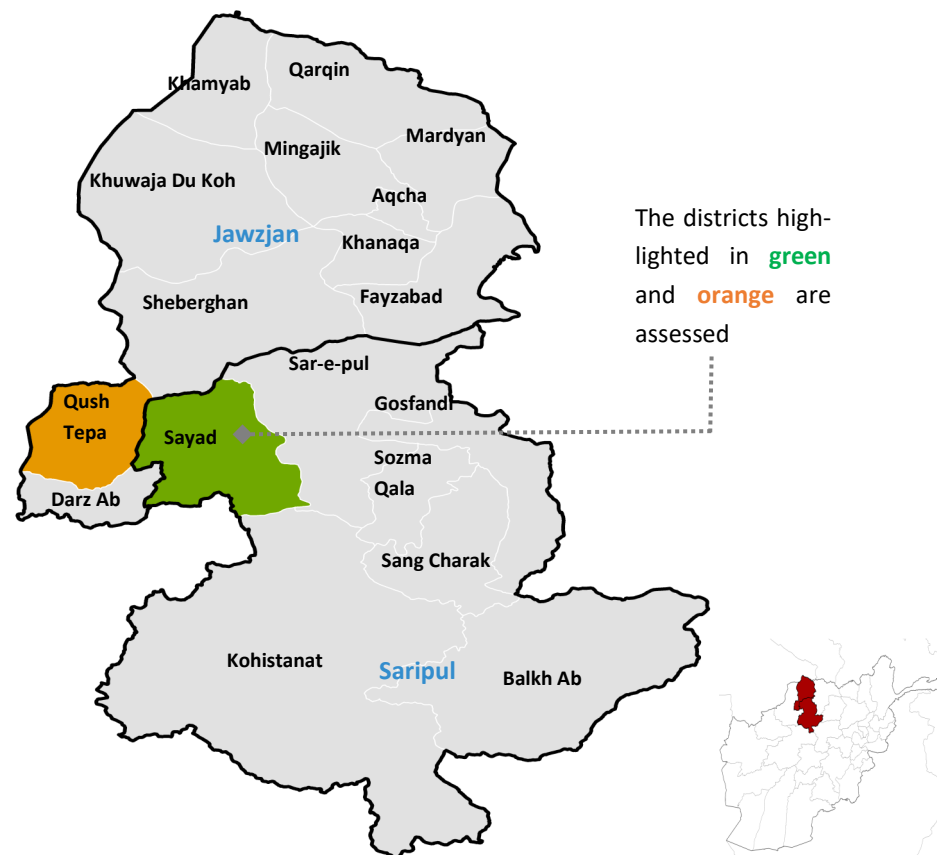 Khamyab
Qarqin
Mardyan
Mingajik
Khuwaja Du Koh
Aqcha
Jawzjan
Khanaqa
Sheberghan
Fayzabad
The districts high-
lighted in green
and orange are
assessed
Sar-e-pul
Qush
Tepa
Gosfandi
Sayad
Sozma
Qala
Darz Ab
Sang Charak
Kohistanat
Saripul
Balkh Ab